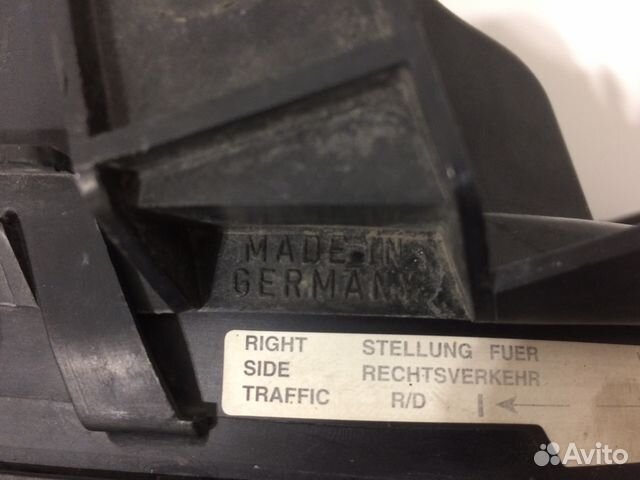 MADE IN
GERMANY
RIGHT STELLUNG FUER
SIDE RECHTSVERKEHR
TRAFFIC R/D
Avito